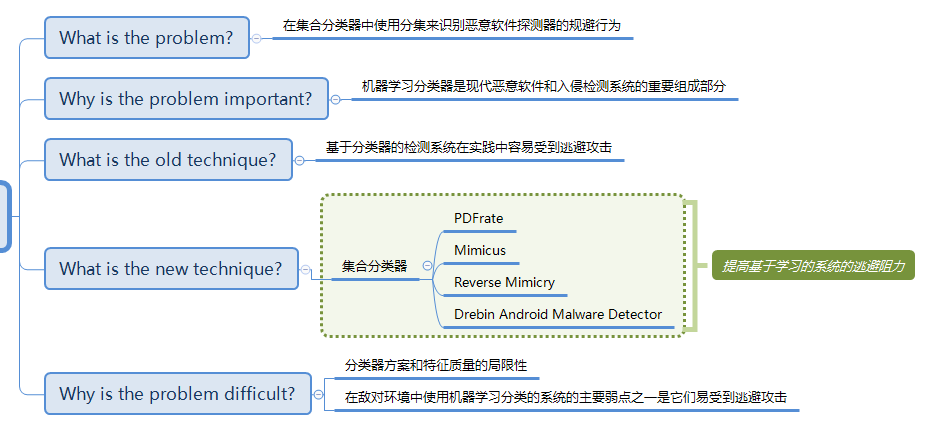 What is the problem?
在集合分类器中使用分集来识别恶意软件探测器的规避行为
Why is the problem important?
机器学习分类器是现代恶意软件和入侵检测系统的重要组成部分
What is the old technique?
基于分类器的检测系统在实践中容易受到逃避攻击
What is the new technique?
集合分类器
PDFrate
Mimicus
Reverse Mimicry
Drebin Android Malware Detector
提高基于学习的系统的逃避阻力
Why is the problem difficult?
分类器方案和特征质量的局限性
在敌对环境中使用机器学习分类的系统的主要弱点之一是它们易受到逃避攻击